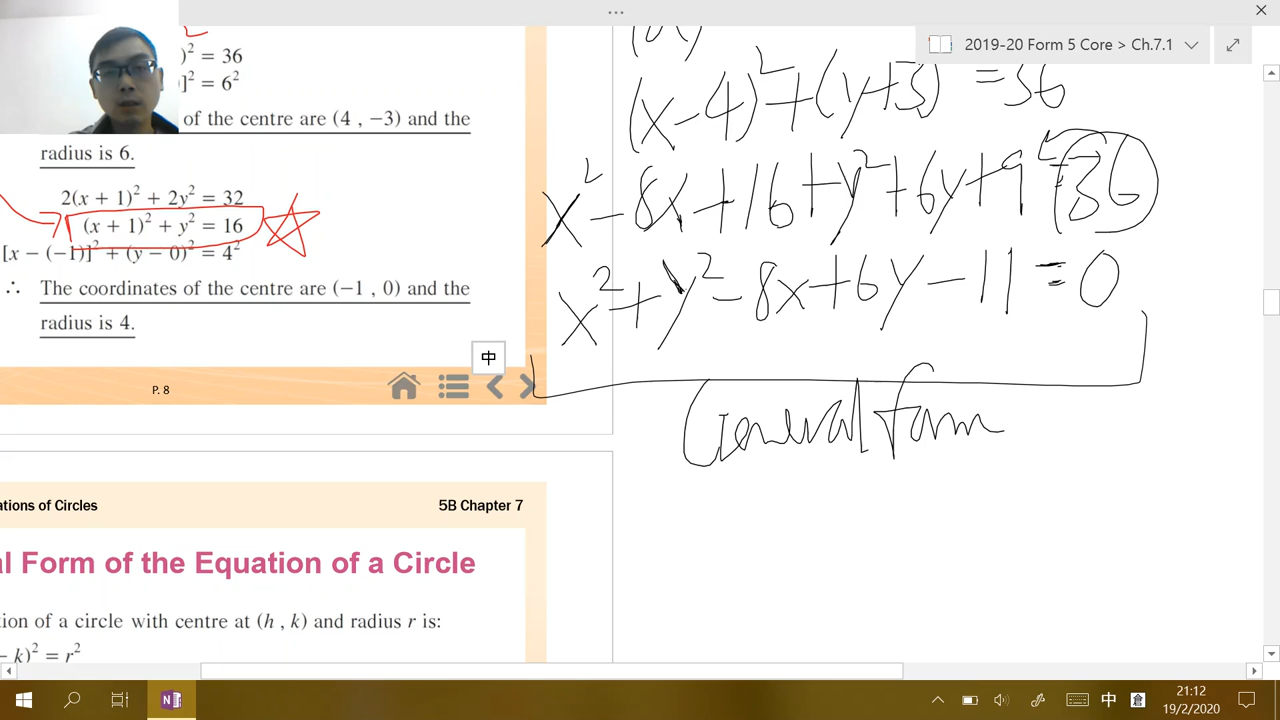 2019-20 Form 5 Core > Ch.7.1
)² = 36
]² = 6²
of the centre are (4 , −3) and the
radius is 6.
2(x + 1)² + 2y² = 32
(x + 1)² + y² = 16
[x − (−1)]² + (y − 0)² = 4²
∴ The coordinates of the centre are (−1 , 0) and the
radius is 4.
中
P. 8
(x−4)²+(y+3)²=36
x²−8x+16+y²+6y+9=36
x²+y²−8x+6y−11=0
General form
ations of Circles
5B Chapter 7
al Form of the Equation of a Circle
tion of a circle with centre at (h , k) and radius r is:
− k)² = r²
中
倉
21:12
19/2/2020